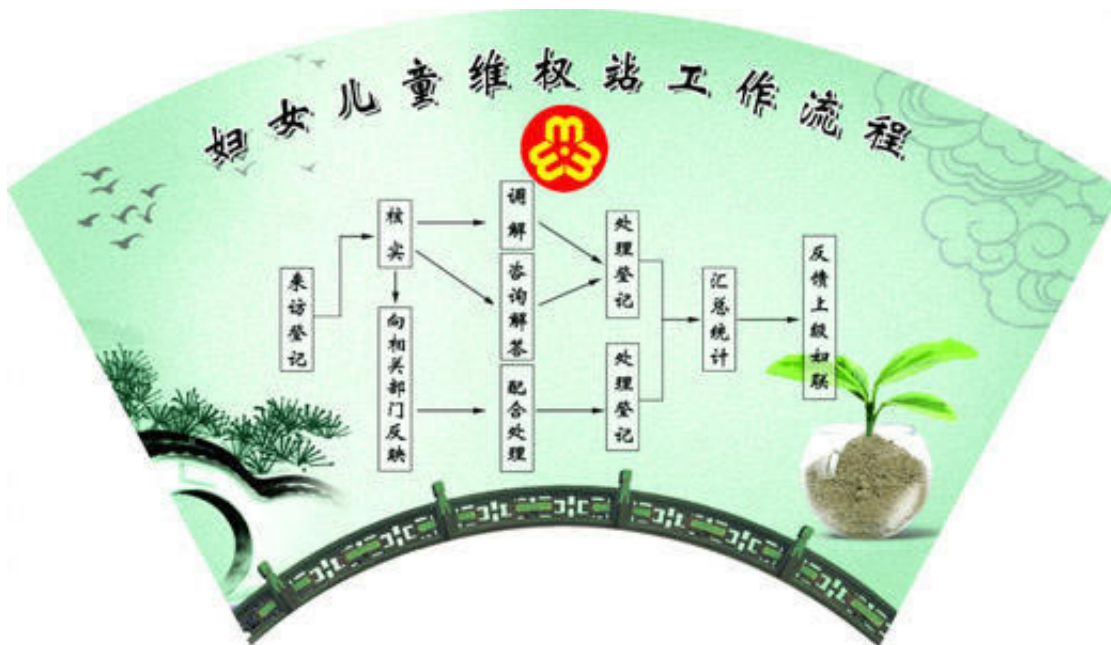 妇女儿童维权站工作流程
来访登记
核实
向相关部门反映
调解
咨询解答
配合处理
处理登记
处理登记
汇总统计
反馈上级妇联